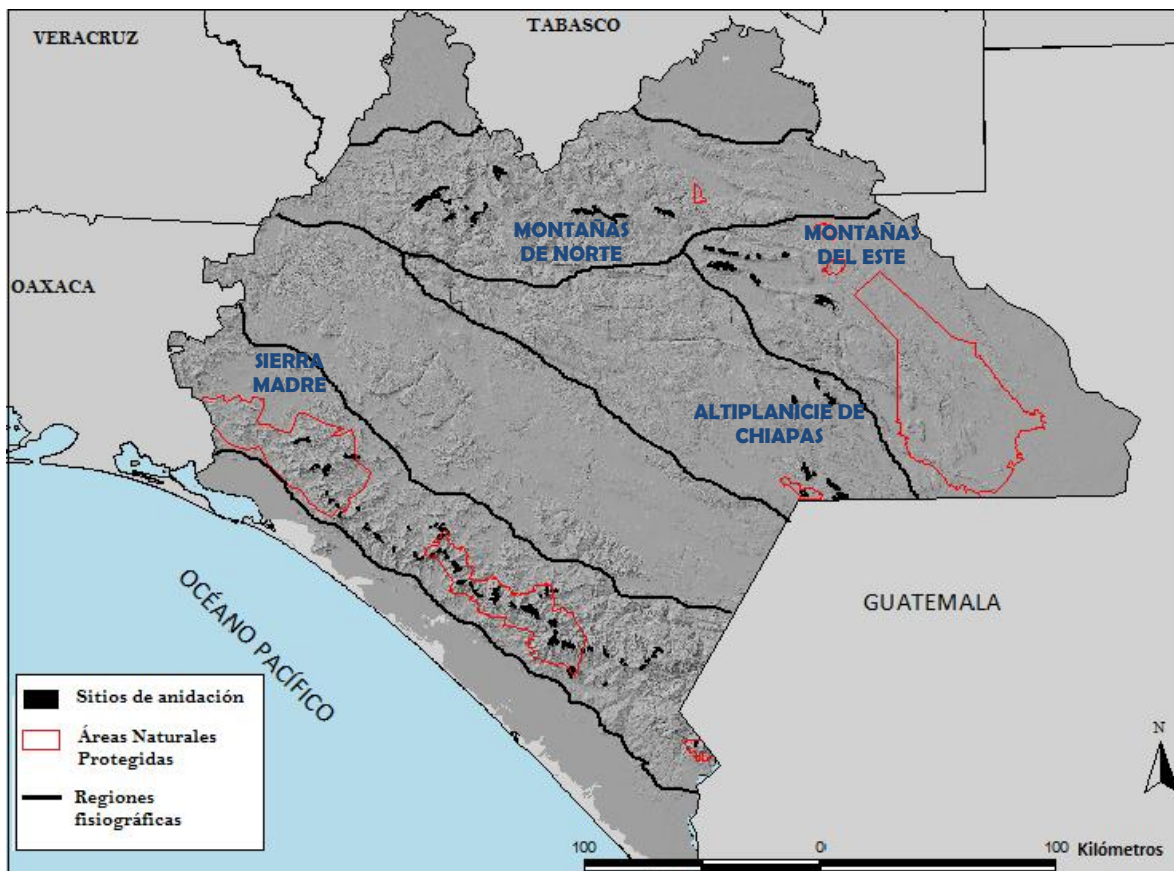 VERACRUZ
TABASCO
MONTAÑAS
DE NORTE
MONTAÑAS
DEL ESTE
OAXACA
SIERRA
MADRE
ALTIPLANICIE DE
CHIAPAS
OCÉANO PACÍFICO
GUATEMALA
Sitios de anidación
Áreas Naturales
Protegidas
Regiones
fisiográficas
N
100 0 100 Kilómetros